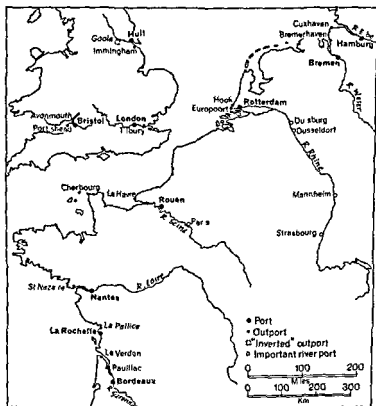 Hull
Goole
Immingham
Cuxhaven
Bremerhaven
R Elbe
Hamburg
Bremen
R Weser
Avonmouth
Bristol
London
Portishead
Tilbury
Hook
Europoort
Rotterdam
Duisburg
Dusseldorf
R. Rhine
Cherbourg
Le Havre
Rouen
R Seine
Paris
Mannheim
Strasbourg
St Nazaire
Nantes
R. Loire
La Rochelle
La Pallice
Le Verdon
Pauillac
Bordeaux
Port
Outport
"Inverted" outport
Important river port
0 100 200
Miles
0 100 200 300
Km